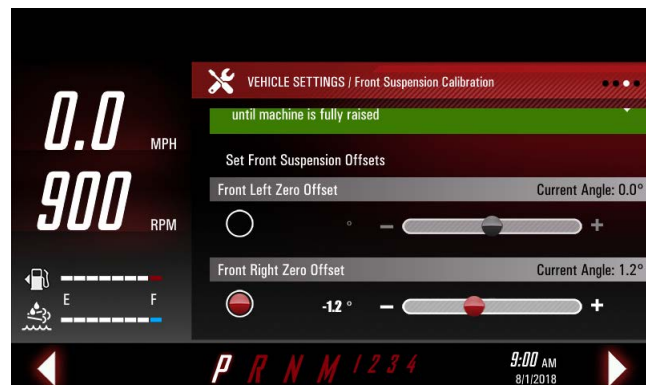 VEHICLE SETTINGS / Front Suspension Calibration
until machine is fully raised
0.0 MPH
Set Front Suspension Offsets
Front Left Zero Offset Current Angle: 0.0°
900 RPM
° − +
Front Right Zero Offset Current Angle: 1.2°
E F
-1.2 ° − +
P R N M 1 2 3 4
9:00 AM
8/1/2018